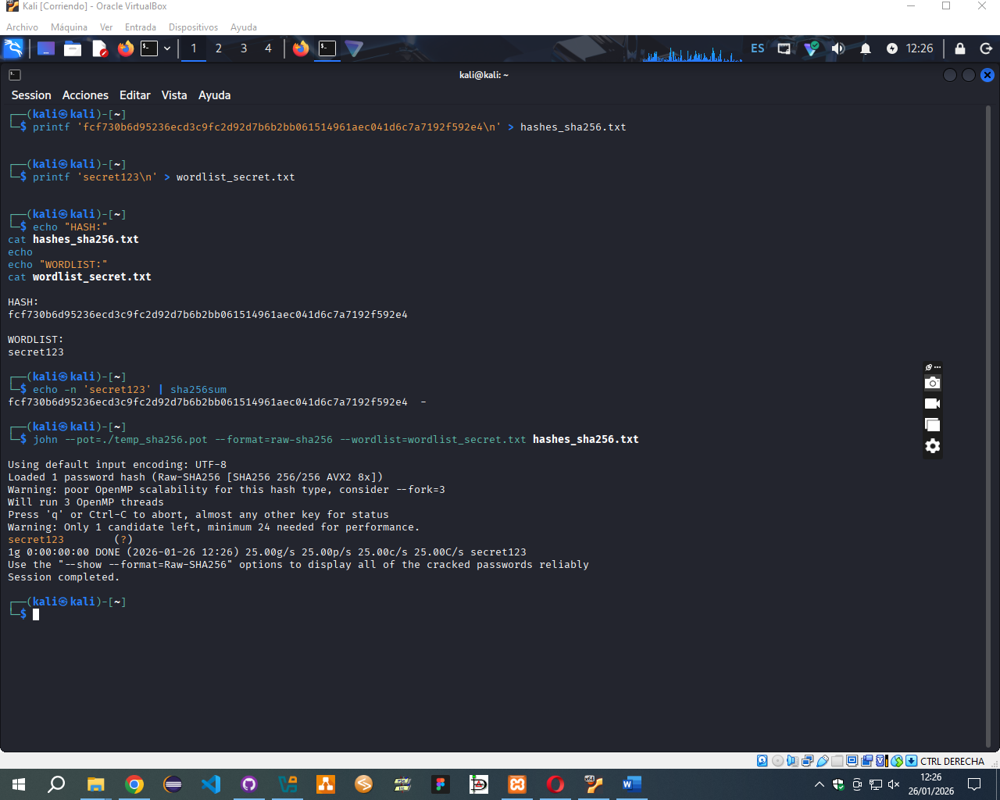 Kali [Corriendo] - Oracle VirtualBox
Archivo Máquina Ver Entrada Dispositivos Ayuda
1 2 3 4 ES 12:26
kali@kali: ~
Session Acciones Editar Vista Ayuda
┌──(kali㉿kali)-[~]
└─$ printf 'fcf730b6d95236ecd3c9fc2d92d7b6b2bb061514961aec041d6c7a7192f592e4\n' > hashes_sha256.txt
┌──(kali㉿kali)-[~]
└─$ printf 'secret123\n' > wordlist_secret.txt
┌──(kali㉿kali)-[~]
└─$ echo "HASH:"
cat hashes_sha256.txt
echo
echo "WORDLIST:"
cat wordlist_secret.txt
HASH:
fcf730b6d95236ecd3c9fc2d92d7b6b2bb061514961aec041d6c7a7192f592e4
WORDLIST:
secret123
┌──(kali㉿kali)-[~]
└─$ echo -n 'secret123' | sha256sum
fcf730b6d95236ecd3c9fc2d92d7b6b2bb061514961aec041d6c7a7192f592e4  -
┌──(kali㉿kali)-[~]
└─$ john --pot=./temp_sha256.pot --format=raw-sha256 --wordlist=wordlist_secret.txt hashes_sha256.txt
Using default input encoding: UTF-8
Loaded 1 password hash (Raw-SHA256 [SHA256 256/256 AVX2 8x])
Warning: poor OpenMP scalability for this hash type, consider --fork=3
Will run 3 OpenMP threads
Press 'q' or Ctrl-C to abort, almost any other key for status
Warning: Only 1 candidate left, minimum 24 needed for performance.
secret123        (?)
1g 0:00:00:00 DONE (2026-01-26 12:26) 25.00g/s 25.00p/s 25.00c/s 25.00C/s secret123
Use the "--show --format=Raw-SHA256" options to display all of the cracked passwords reliably
Session completed.
┌──(kali㉿kali)-[~]
└─$
CTRL DERECHA
12:26
26/01/2026